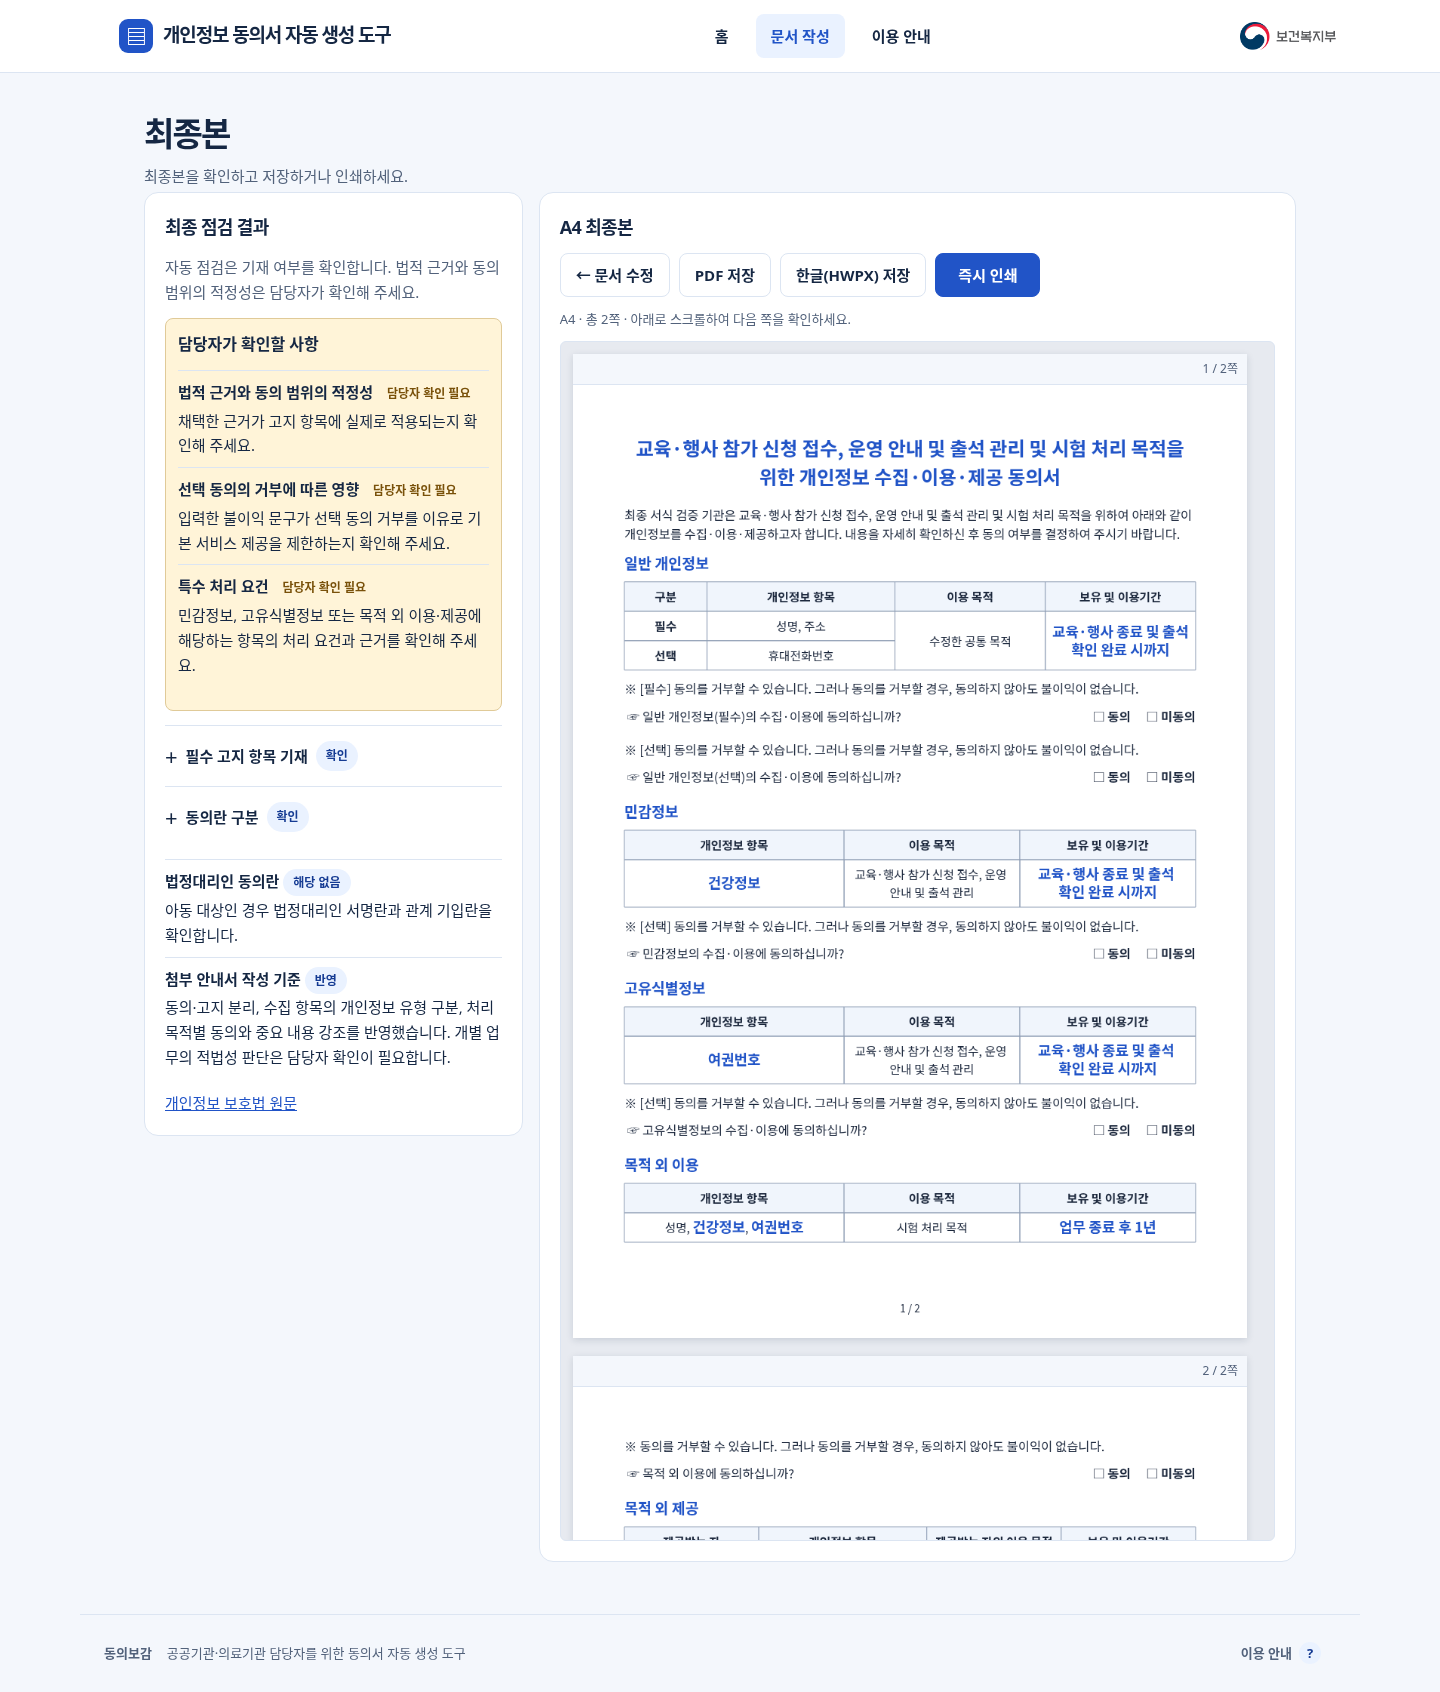 개인정보 동의서 자동 생성 도구
홈
문서 작성
이용 안내
보건복지부
최종본
최종본을 확인하고 저장하거나 인쇄하세요.
최종 점검 결과
자동 점검은 기재 여부를 확인합니다. 법적 근거와 동의
범위의 적정성은 담당자가 확인해 주세요.
담당자가 확인할 사항
법적 근거와 동의 범위의 적정성 담당자 확인 필요
채택한 근거가 고지 항목에 실제로 적용되는지 확
인해 주세요.
선택 동의의 거부에 따른 영향 담당자 확인 필요
입력한 불이익 문구가 선택 동의 거부를 이유로 기
본 서비스 제공을 제한하는지 확인해 주세요.
특수 처리 요건 담당자 확인 필요
민감정보, 고유식별정보 또는 목적 외 이용·제공에
해당하는 항목의 처리 요건과 근거를 확인해 주세
요.
+ 필수 고지 항목 기재 확인
+ 동의란 구분 확인
법정대리인 동의란 해당 없음
아동 대상인 경우 법정대리인 서명란과 관계 기입란을
확인합니다.
첨부 안내서 작성 기준 반영
동의·고지 분리, 수집 항목의 개인정보 유형 구분, 처리
목적별 동의와 중요 내용 강조를 반영했습니다. 개별 업
무의 적법성 판단은 담당자 확인이 필요합니다.
개인정보 보호법 원문
A4 최종본
← 문서 수정
PDF 저장
한글(HWPX) 저장
즉시 인쇄
A4 · 총 2쪽 · 아래로 스크롤하여 다음 쪽을 확인하세요.
1 / 2쪽
교육·행사 참가 신청 접수, 운영 안내 및 출석 관리 및 시험 처리 목적을
위한 개인정보 수집·이용·제공 동의서
최종 서식 검증 기관은 교육·행사 참가 신청 접수, 운영 안내 및 출석 관리 및 시험 처리 목적을 위하여 아래와 같이
개인정보를 수집·이용·제공하고자 합니다. 내용을 자세히 확인하신 후 동의 여부를 결정하여 주시기 바랍니다.
일반 개인정보
구분 개인정보 항목 이용 목적 보유 및 이용기간
필수 성명, 주소
선택 휴대전화번호
수정한 공통 목적
교육·행사 종료 및 출석
확인 완료 시까지
※ [필수] 동의를 거부할 수 있습니다. 그러나 동의를 거부할 경우, 동의하지 않아도 불이익이 없습니다.
☞ 일반 개인정보(필수)의 수집·이용에 동의하십니까? □ 동의 □ 미동의
※ [선택] 동의를 거부할 수 있습니다. 그러나 동의를 거부할 경우, 동의하지 않아도 불이익이 없습니다.
☞ 일반 개인정보(선택)의 수집·이용에 동의하십니까? □ 동의 □ 미동의
민감정보
개인정보 항목 이용 목적 보유 및 이용기간
건강정보
교육·행사 참가 신청 접수, 운영
안내 및 출석 관리
교육·행사 종료 및 출석
확인 완료 시까지
※ [선택] 동의를 거부할 수 있습니다. 그러나 동의를 거부할 경우, 동의하지 않아도 불이익이 없습니다.
☞ 민감정보의 수집·이용에 동의하십니까? □ 동의 □ 미동의
고유식별정보
개인정보 항목 이용 목적 보유 및 이용기간
여권번호
교육·행사 참가 신청 접수, 운영
안내 및 출석 관리
교육·행사 종료 및 출석
확인 완료 시까지
※ [선택] 동의를 거부할 수 있습니다. 그러나 동의를 거부할 경우, 동의하지 않아도 불이익이 없습니다.
☞ 고유식별정보의 수집·이용에 동의하십니까? □ 동의 □ 미동의
목적 외 이용
개인정보 항목 이용 목적 보유 및 이용기간
성명, 건강정보, 여권번호 시험 처리 목적 업무 종료 후 1년
1 / 2
2 / 2쪽
※ 동의를 거부할 수 있습니다. 그러나 동의를 거부할 경우, 동의하지 않아도 불이익이 없습니다.
☞ 목적 외 이용에 동의하십니까? □ 동의 □ 미동의
목적 외 제공
제공받는 자 개인정보 항목 제공받는 자의 이용 목적 보유 및 이용기간
동의보감 공공기관·의료기관 담당자를 위한 동의서 자동 생성 도구
이용 안내 ?